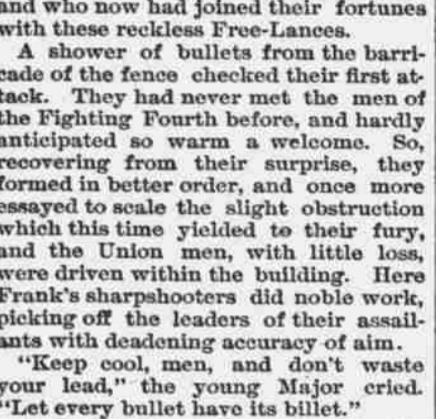 and who now had joined their fortunes
with these reckless Free-Lances.
A shower of bullets from the barri-
cade of the fence checked their first at-
tack. They had never met the men of
the Fighting Fourth before, and hardly
anticipated so warm a welcome. So,
recovering from their surprise, they
formed in better order, and once more
essayed to scale the slight obstruction
which this time yielded to their fury,
and the Union men, with little loss,
were driven within the building. Here
Frank's sharpshooters did noble work,
picking off the leaders of their assail-
ants with deadening accuracy of aim.
"Keep cool, men, and don't waste
your lead," the young Major cried.
"Let every bullet have its billet."